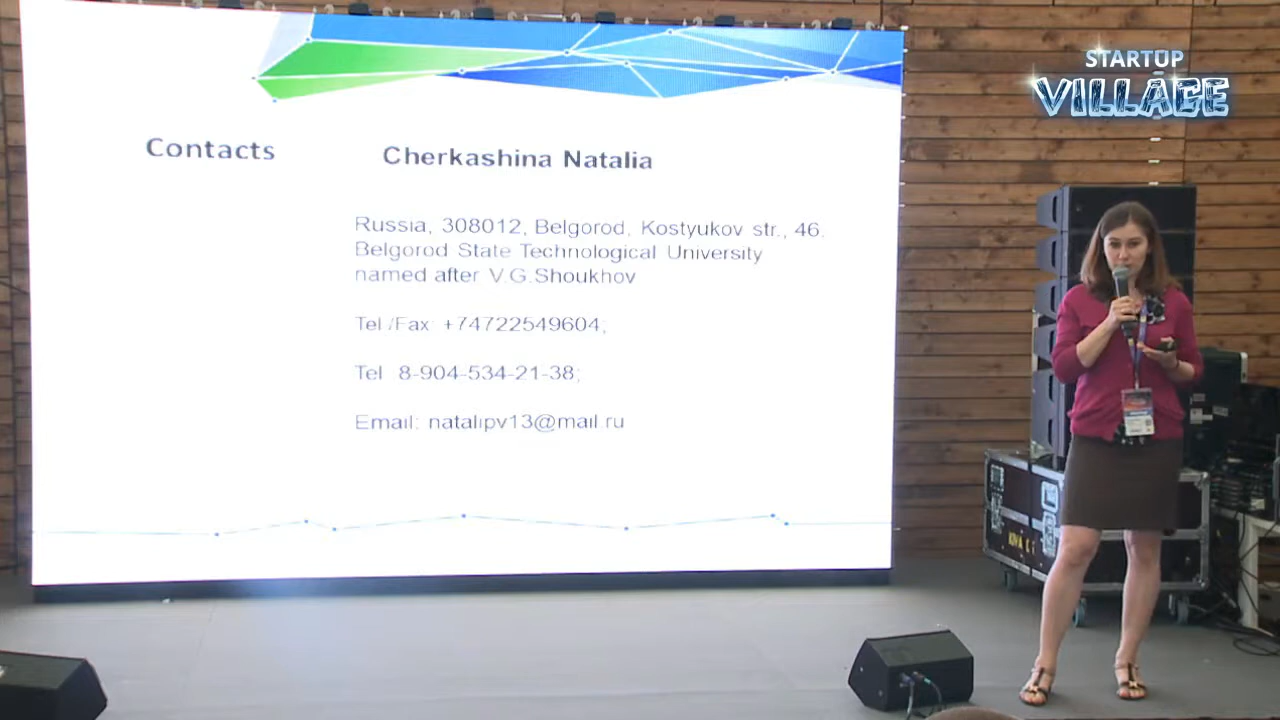 STARTUP
VILLAGE
Contacts
Cherkashina Natalia
Russia, 308012, Belgorod, Kostyukov str., 46.
Belgorod State Technological University
named after V.G.Shoukhov
Tel./Fax: +74722549604;
Tel 8-904-534-21-38;
Email: natalipv13@mail.ru